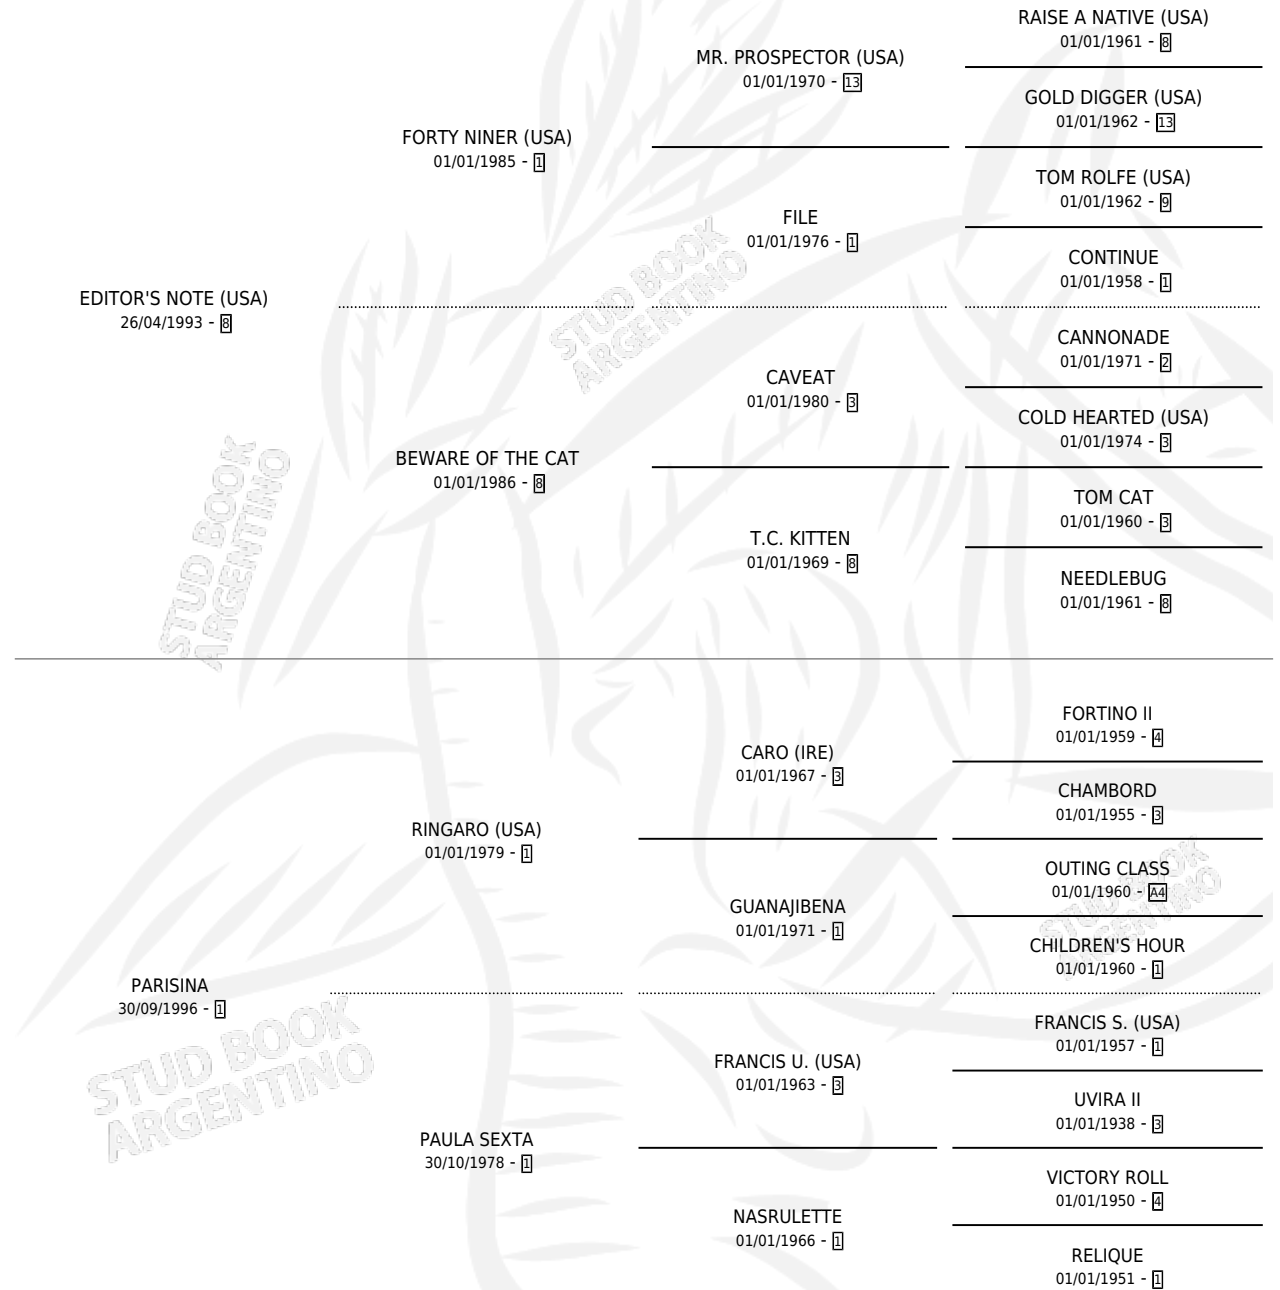 RAISE A NATIVE (USA)
01/01/1961 - 8
MR. PROSPECTOR (USA)
01/01/1970 - 13
GOLD DIGGER (USA)
01/01/1962 - 13
FORTY NINER (USA)
01/01/1985 - 1
TOM ROLFE (USA)
01/01/1962 - 9
FILE
01/01/1976 - 1
CONTINUE
01/01/1958 - 1
EDITOR'S NOTE (USA)
26/04/1993 - 8
CANNONADE
01/01/1971 - 2
CAVEAT
01/01/1980 - 3
COLD HEARTED (USA)
01/01/1974 - 3
BEWARE OF THE CAT
01/01/1986 - 8
TOM CAT
01/01/1960 - 3
T.C. KITTEN
01/01/1969 - 8
NEEDLEBUG
01/01/1961 - 8
FORTINO II
01/01/1959 - 4
CARO (IRE)
01/01/1967 - 3
CHAMBORD
01/01/1955 - 3
RINGARO (USA)
01/01/1979 - 1
OUTING CLASS
01/01/1960 - A4
GUANAJIBENA
01/01/1971 - 1
CHILDREN'S HOUR
01/01/1960 - 1
PARISINA
30/09/1996 - 1
FRANCIS S. (USA)
01/01/1957 - 1
FRANCIS U. (USA)
01/01/1963 - 3
UVIRA II
01/01/1938 - 3
PAULA SEXTA
30/10/1978 - 1
VICTORY ROLL
01/01/1950 - 4
NASRULETTE
01/01/1966 - 1
RELIQUE
01/01/1951 - 1
STUD BOOK
ARGENTINO
STUD BOOK
ARGENTINO
STUD BOOK
ARGENTINO
STUD BOOK
ARGENTINO